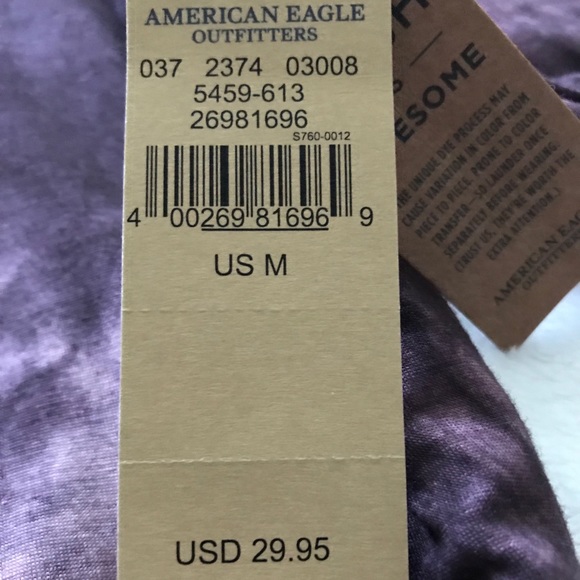 AMERICAN EAGLE
OUTFITTERS
037 2374 03008
5459-613
26981696
S760-0012
4 00269 81696 9
US M
USD 29.95
ESOME
THE UNIQUE DYE PROCESS MAY
CAUSE VARIATION IN COLOR FROM
PIECE TO PIECE. PRONE TO COLOR
TRANSFER – SO LAUNDER ONCE
SEPARATELY BEFORE WEARING.
(TRUST US, THEY'RE WORTH THE
EXTRA ATTENTION.)
AMERICAN EAGLE
OUTFITTERS